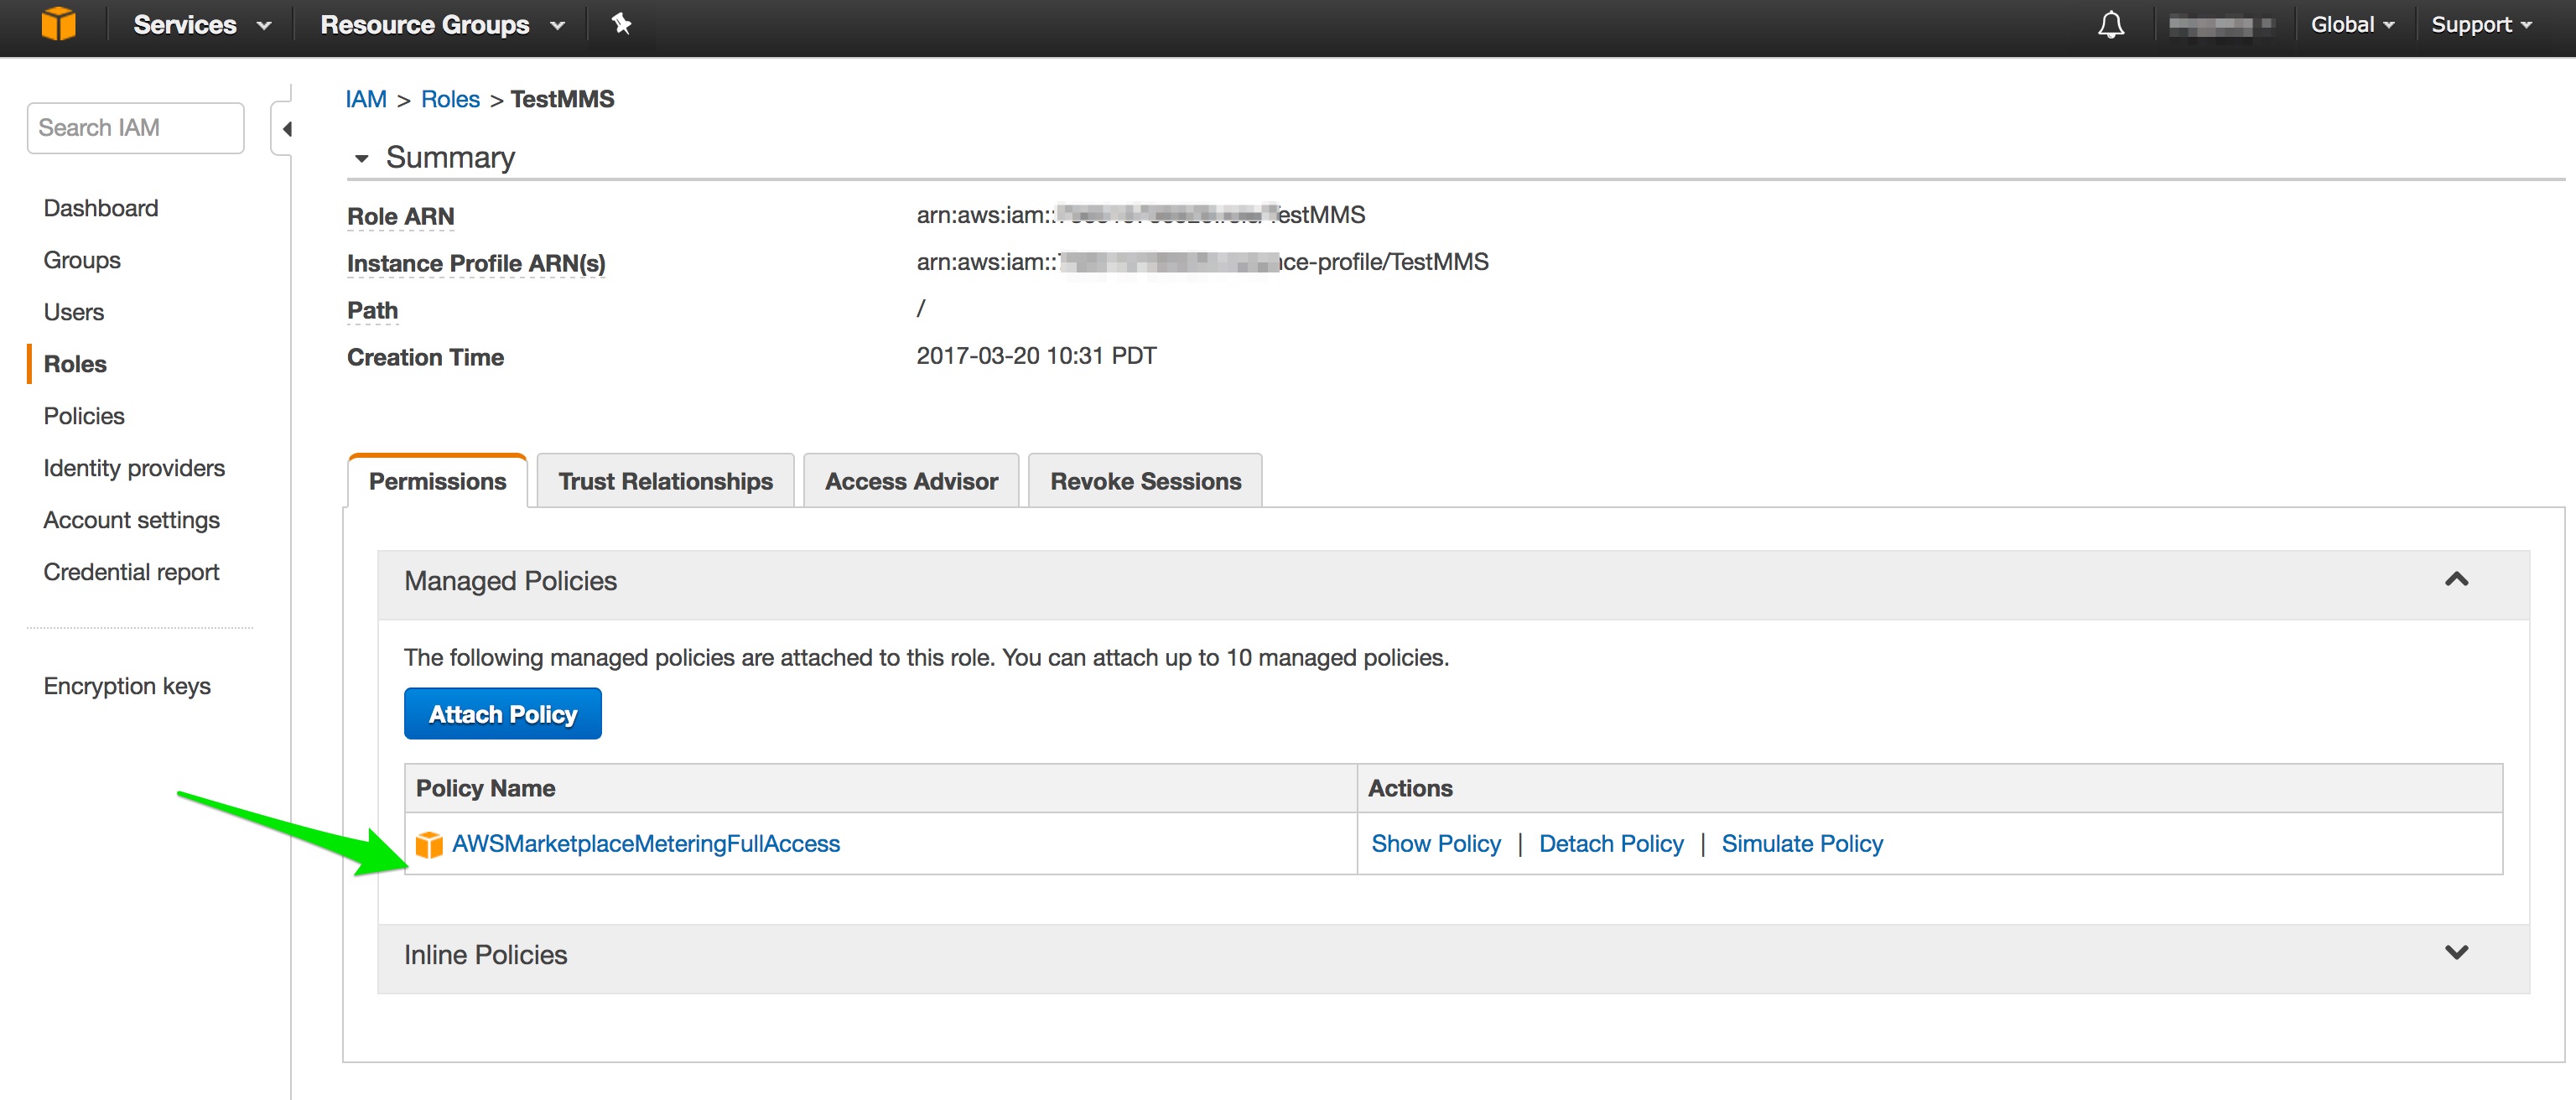 Services Resource Groups Global Support
Search IAM
Dashboard
Groups
Users
Roles
Policies
Identity providers
Account settings
Credential report
Encryption keys
IAM > Roles > TestMMS
Summary
Role ARN arn:aws:iam:: TestMMS
Instance Profile ARN(s) arn:aws:iam:: nce-profile/TestMMS
Path /
Creation Time 2017-03-20 10:31 PDT
Permissions Trust Relationships Access Advisor Revoke Sessions
Managed Policies
The following managed policies are attached to this role. You can attach up to 10 managed policies.
Attach Policy
Policy Name Actions
AWSMarketplaceMeteringFullAccess Show Policy | Detach Policy | Simulate Policy
Inline Policies